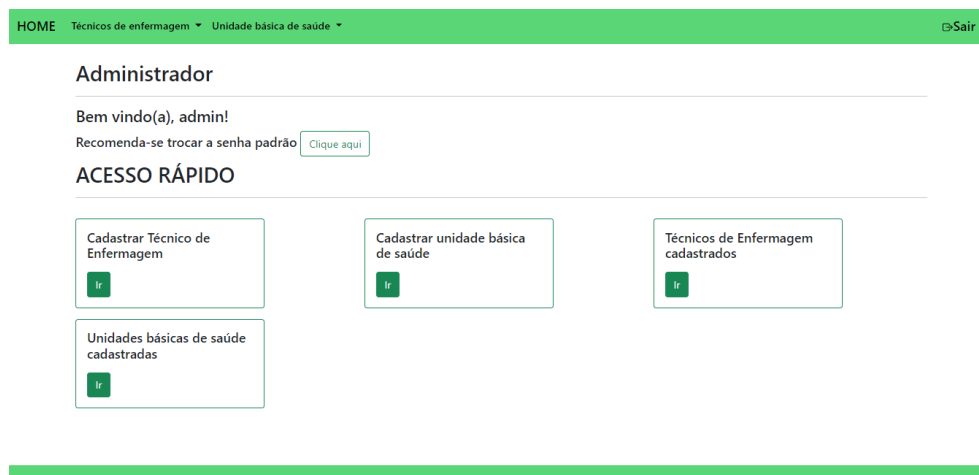 HOME Técnicos de enfermagem Unidade básica de saúde Sair
Administrador
Bem vindo(a), admin!
Recomenda-se trocar a senha padrão Clique aqui
ACESSO RÁPIDO
Cadastrar Técnico de
Enfermagem
Ir
Cadastrar unidade básica
de saúde
Ir
Técnicos de Enfermagem
cadastrados
Ir
Unidades básicas de saúde
cadastradas
Ir